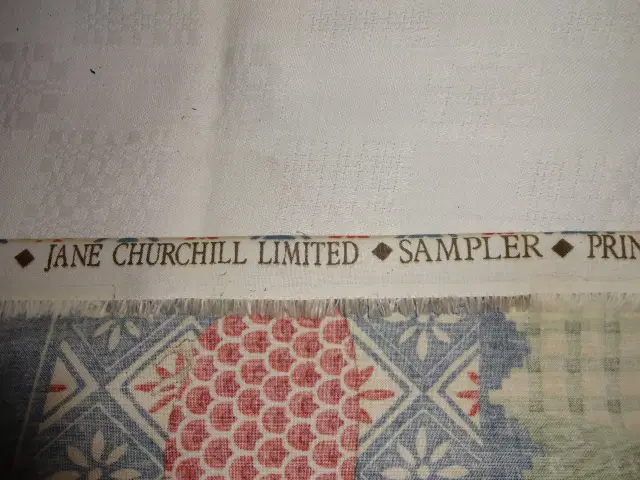 ◆ JANE CHURCHILL LIMITED ◆ SAMPLER ◆